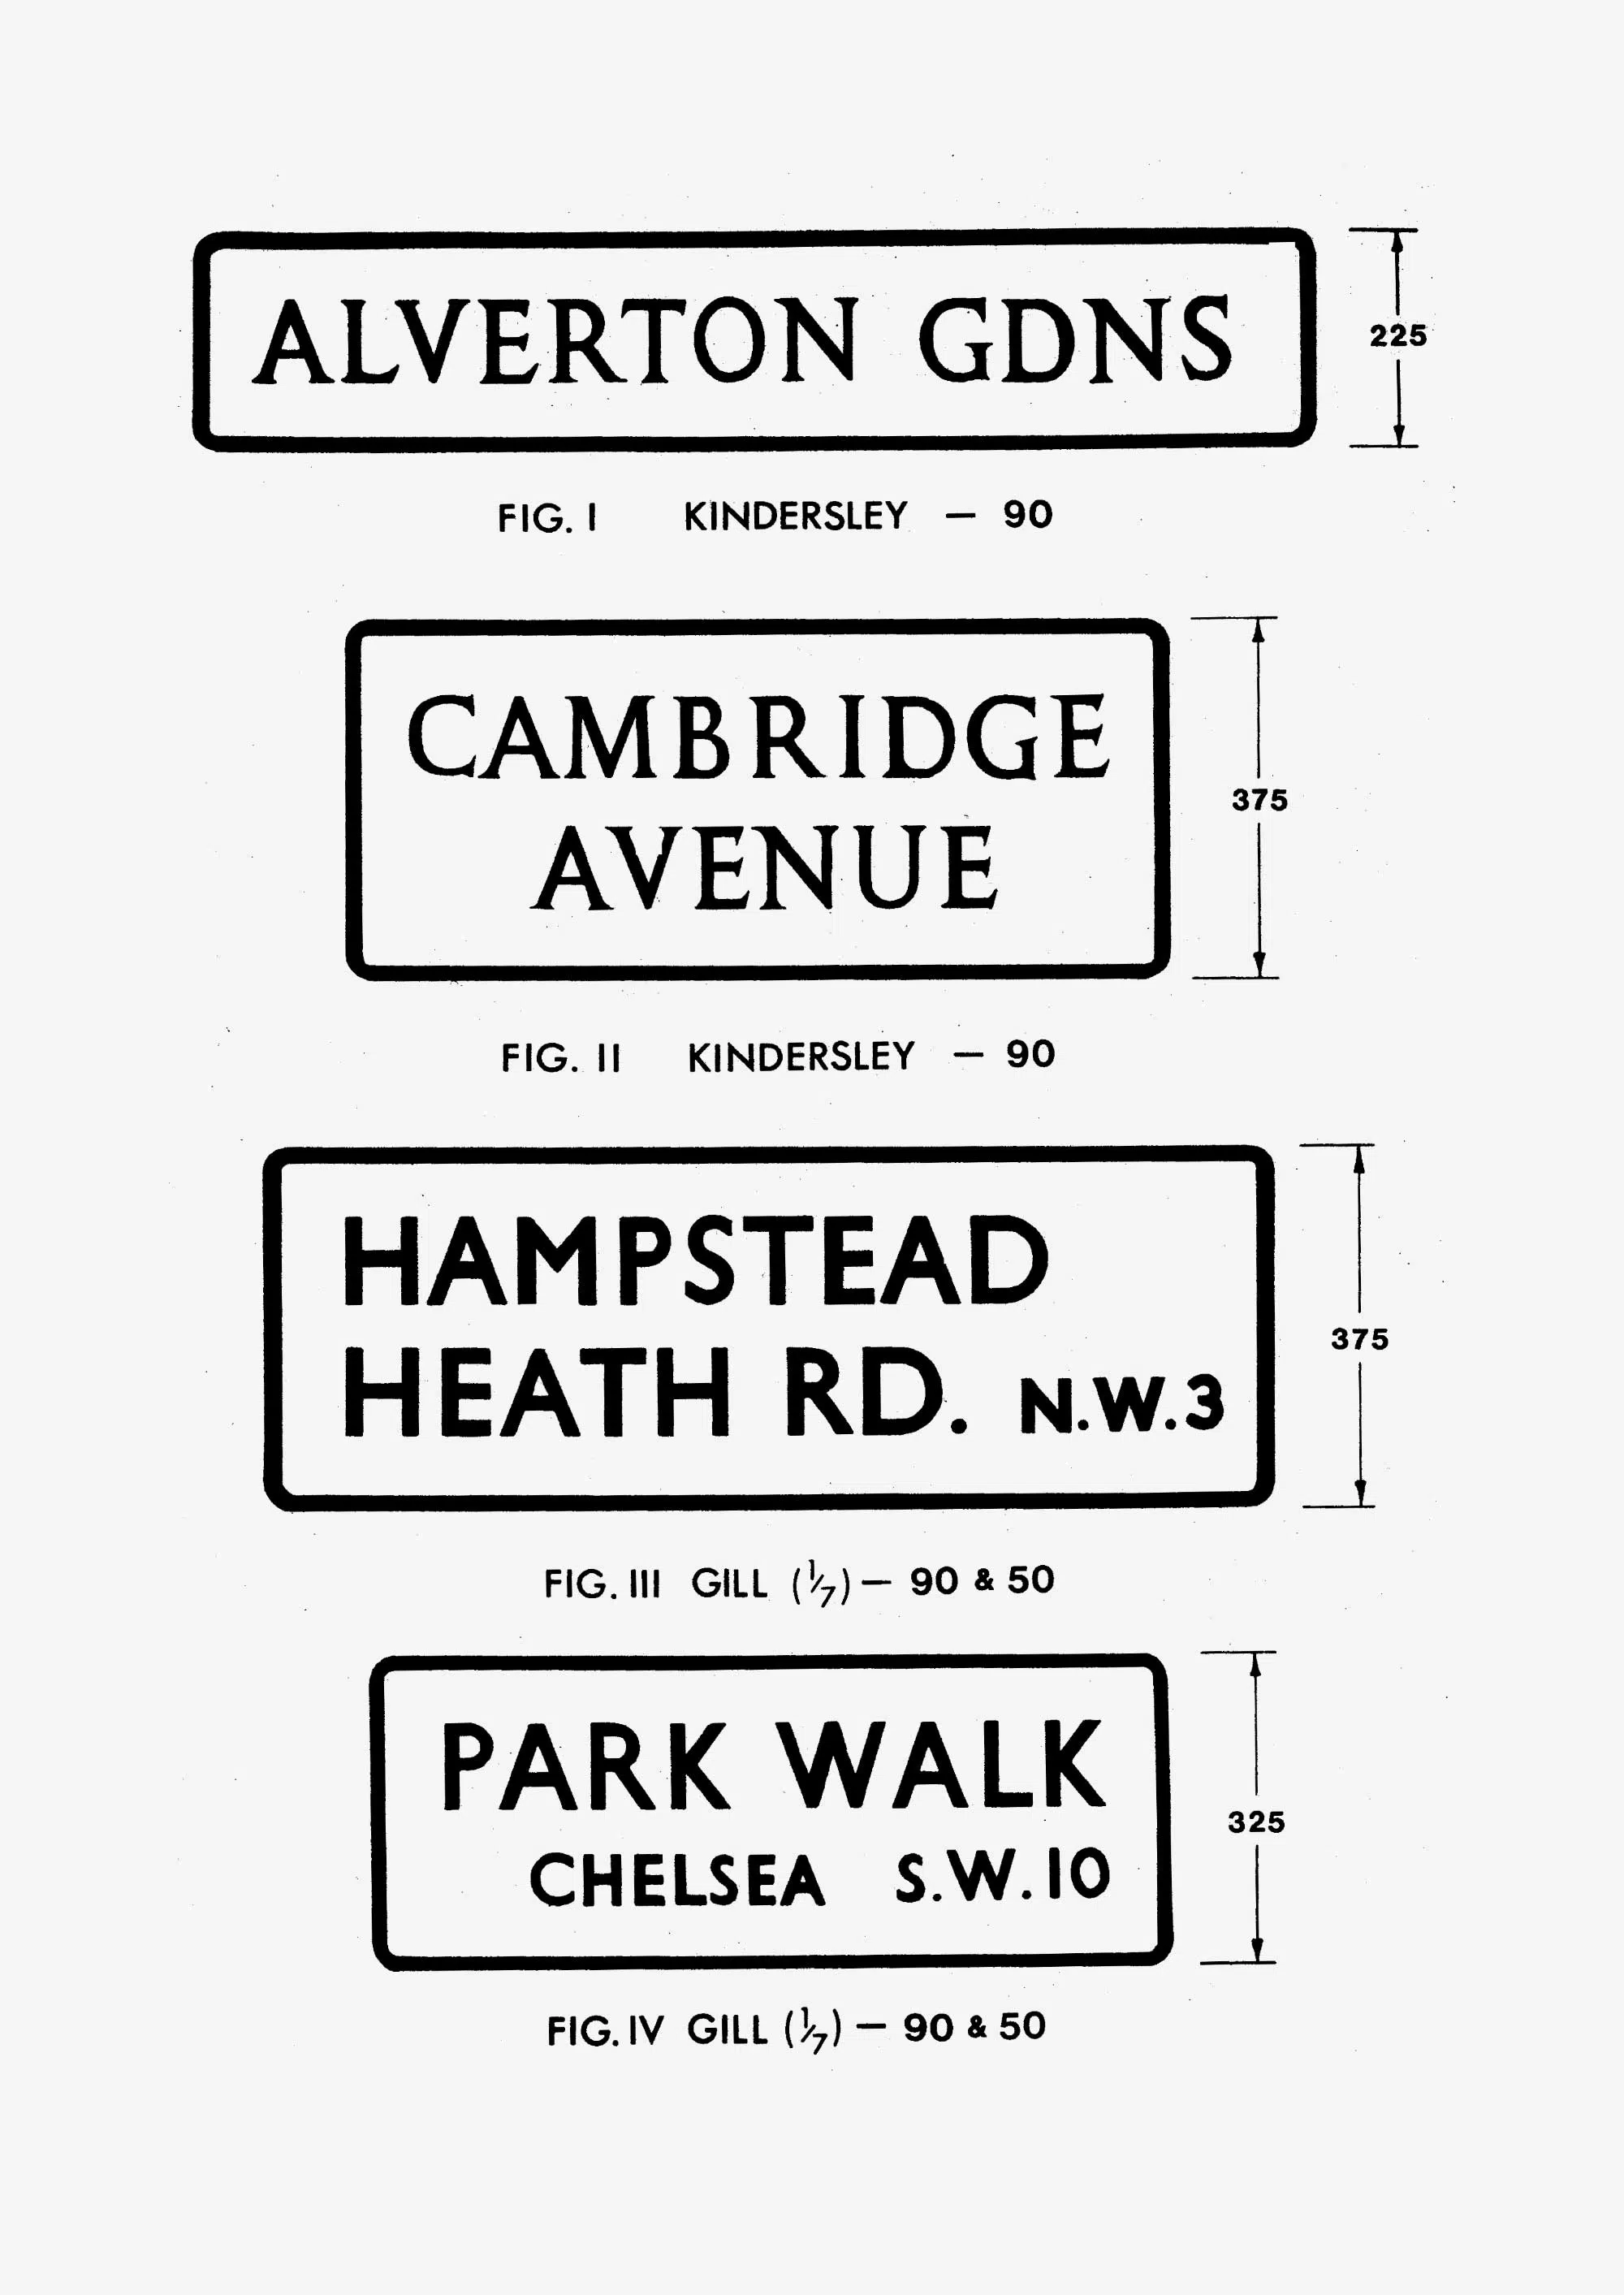 ALVERTON GDNS
225
FIG. I KINDERSLEY — 90
CAMBRIDGE
AVENUE
375
FIG. II KINDERSLEY — 90
HAMPSTEAD
HEATH RD. N.W.3
375
FIG. III GILL (1/7) — 90 & 50
PARK WALK
CHELSEA S.W.10
325
FIG. IV GILL (1/7) — 90 & 50